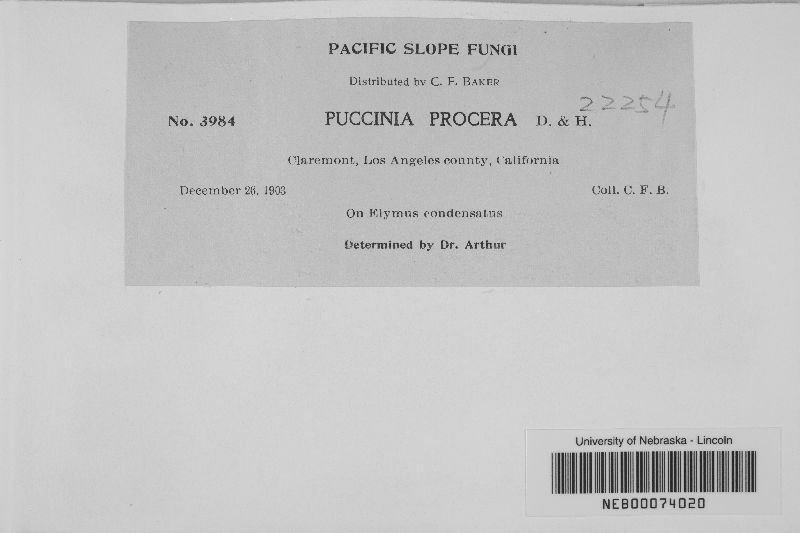 PACIFIC SLOPE FUNGI
Distributed by C. F. BAKER
22254
No. 3984 PUCCINIA PROCERA D. & H.
Claremont, Los Angeles county, California
December 26, 1903 Coll. C. F. B.
On Elymus condensatus
Determined by Dr. Arthur
University of Nebraska - Lincoln
NEB00074020